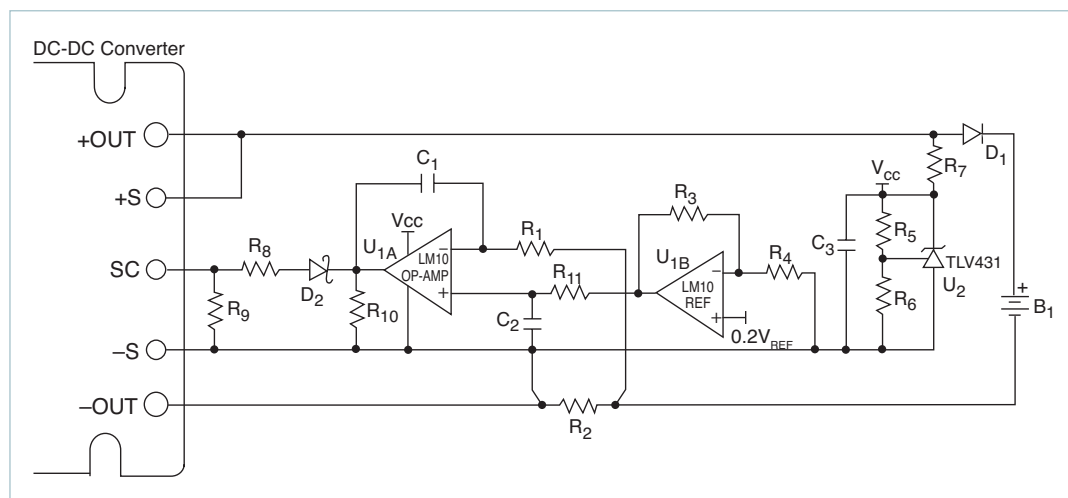 DC-DC Converter
+OUT
+S
SC
–S
–OUT
R8
R9
D2
C1
Vcc
U1A
LM10
OP-AMP
–
+
R10
R1
R11
C2
R2
R3
U1B
LM10
REF
–
+
0.2VREF
R4
C3
Vcc
R5
R6
R7
TLV431
U2
D1
+
B1